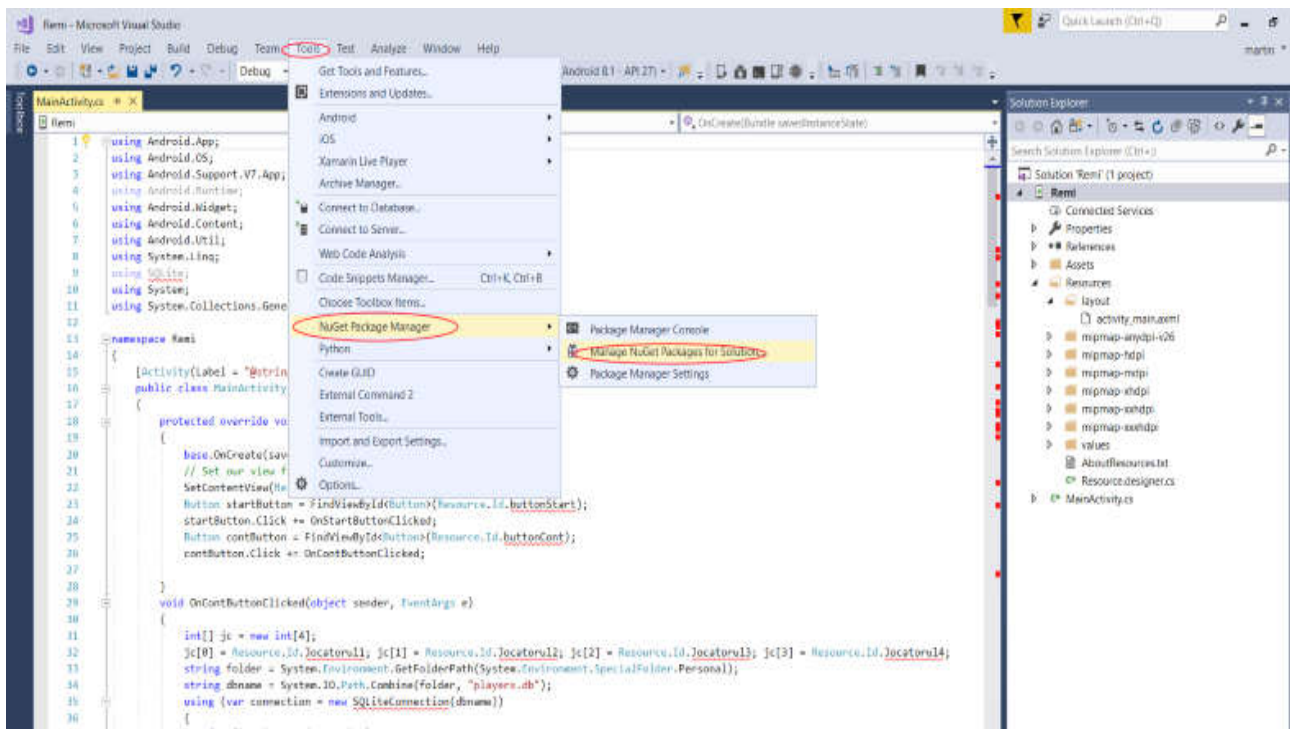 Remi - Microsoft Visual Studio
Quick Launch (Ctrl+Q)
File Edit View Project Build Debug Team Tools Test Analyze Window Help
martin
Debug
Android 8.1 - API 27)
Get Tools and Features...
Extensions and Updates...
Android
iOS
Xamarin Live Player
Archive Manager...
Connect to Database...
Connect to Server...
Web Code Analysis
Code Snippets Manager... Ctrl+K, Ctrl+B
Choose Toolbox Items...
NuGet Package Manager
Python
Create GUID
External Command 2
External Tools...
Import and Export Settings...
Customize...
Options...
Package Manager Console
Manage NuGet Packages for Solution...
Package Manager Settings
Toolbox
MainActivity.cs
Remi
OnCreate(Bundle savedInstanceState)
1 using Android.App;
2 using Android.OS;
3 using Android.Support.V7.App;
4 using Android.Runtime;
5 using Android.Widget;
6 using Android.Content;
7 using Android.Util;
8 using System.Linq;
9 using SQLite;
10 using System;
11 using System.Collections.Gene
12
13 namespace Remi
14 {
15 [Activity(Label = "@strin
16 public class MainActivity
17 {
18 protected override vo
19 {
20 base.OnCreate(sav
21 // Set our view f
22 SetContentView(Re
23 Button startButton = FindViewById<Button>(Resource.Id.buttonStart);
24 startButton.Click += OnStartButtonClicked;
25 Button contButton = FindViewById<Button>(Resource.Id.buttonCont);
26 contButton.Click += OnContButtonClicked;
27
28 }
29 void OnContButtonClicked(object sender, EventArgs e)
30 {
31 int[] jc = new int[4];
32 jc[0] = Resource.Id.Jocatorul1; jc[1] = Resource.Id.Jocatorul2; jc[2] = Resource.Id.Jocatorul3; jc[3] = Resource.Id.Jocatorul4;
33 string folder = System.Environment.GetFolderPath(System.Environment.SpecialFolder.Personal);
34 string dbname = System.IO.Path.Combine(folder, "players.db");
35 using (var connection = new SQLiteConnection(dbname))
36 {
Solution Explorer
Search Solution Explorer (Ctrl+;)
Solution 'Remi' (1 project)
Remi
Connected Services
Properties
References
Assets
Resources
layout
activity_main.axml
mipmap-anydpi-v26
mipmap-hdpi
mipmap-mdpi
mipmap-xhdpi
mipmap-xxhdpi
mipmap-xxxhdpi
values
AboutResources.txt
Resource.designer.cs
MainActivity.cs